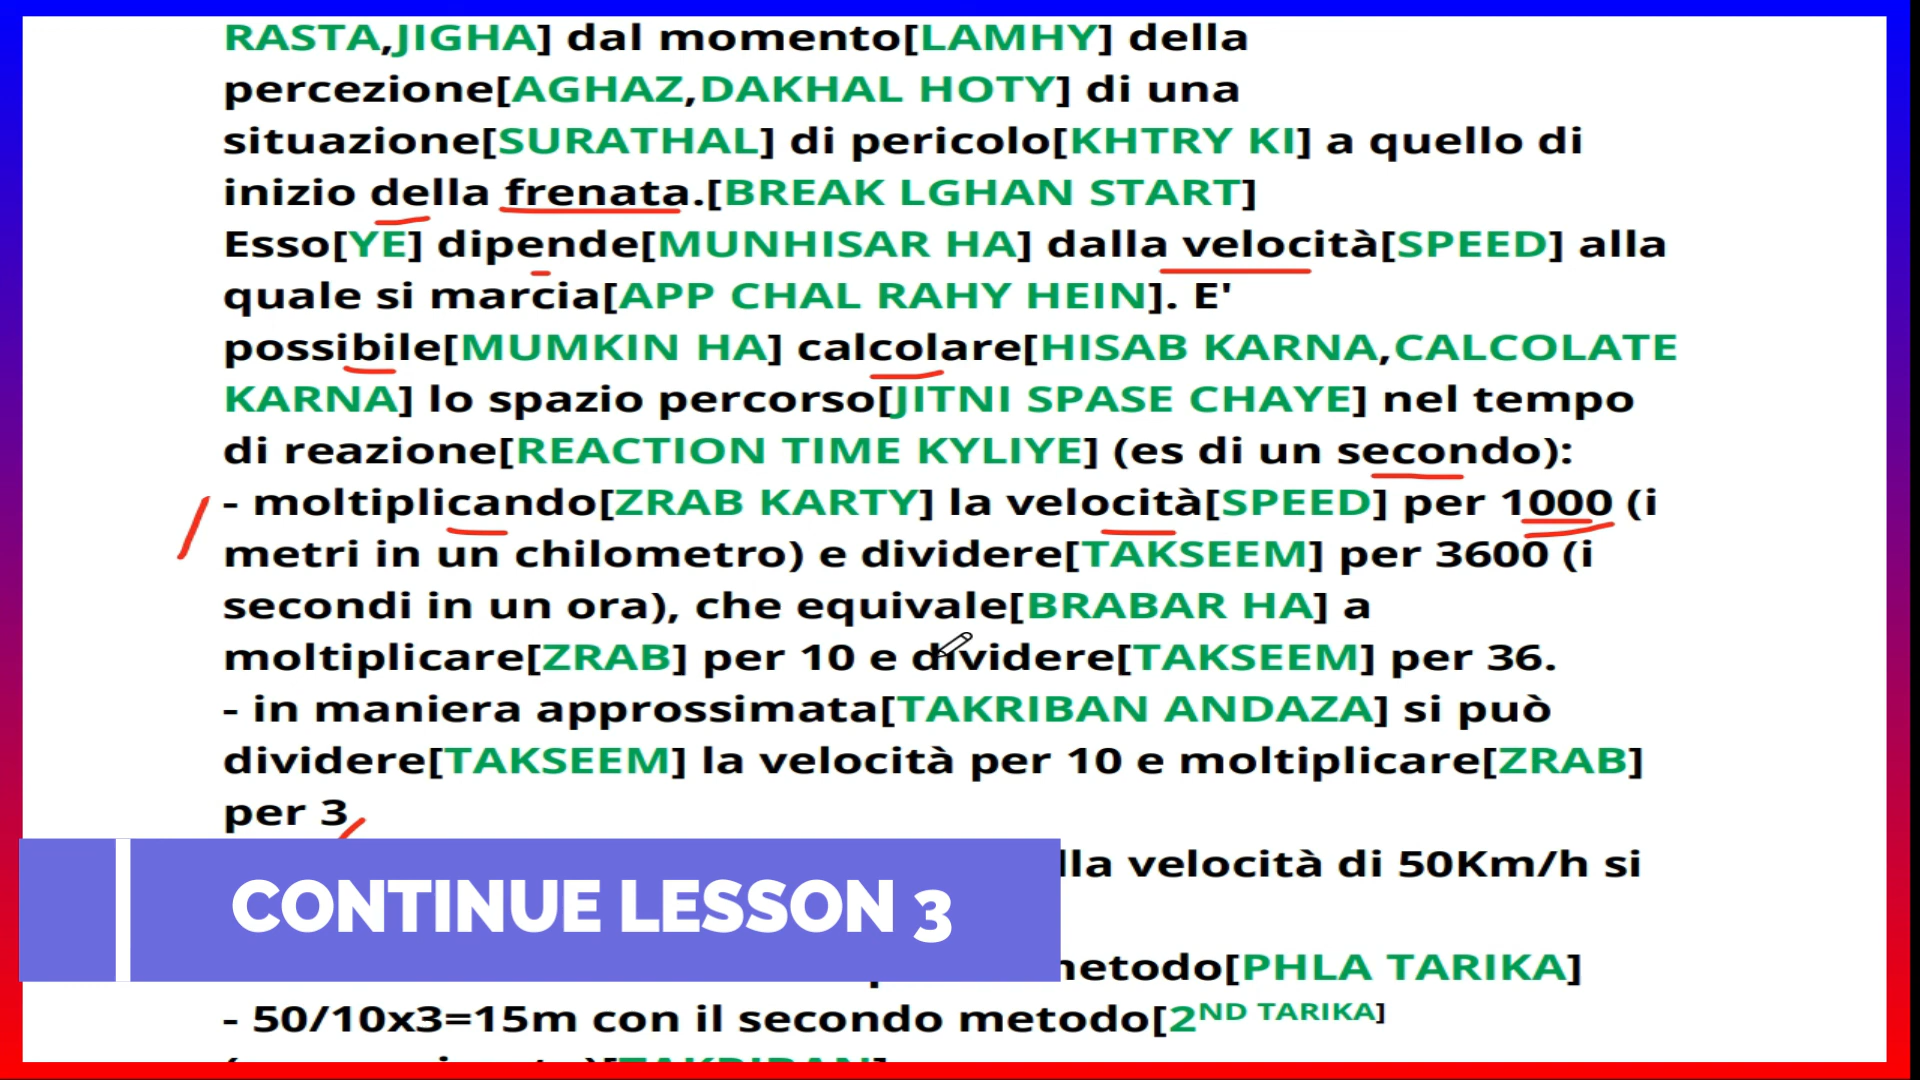 RASTA,JIGHA] dal momento[LAMHY] della
percezione[AGHAZ,DAKHAL HOTY] di una
situazione[SURATHAL] di pericolo[KHTRY KI] a quello di
inizio della frenata.[BREAK LGHAN START]
Esso[YE] dipende[MUNHISAR HA] dalla velocità[SPEED] alla
quale si marcia[APP CHAL RAHY HEIN]. E'
possibile[MUMKIN HA] calcolare[HISAB KARNA,CALCOLATE
KARNA] lo spazio percorso[JITNI SPASE CHAYE] nel tempo
di reazione[REACTION TIME KYLIYE] (es di un secondo):
- moltiplicando[ZRAB KARTY] la velocità[SPEED] per 1000 (i
metri in un chilometro) e dividere[TAKSEEM] per 3600 (i
secondi in un ora), che equivale[BRABAR HA] a
moltiplicare[ZRAB] per 10 e dividere[TAKSEEM] per 36.
- in maniera approssimata[TAKRIBAN ANDAZA] si può
dividere[TAKSEEM] la velocità per 10 e moltiplicare[ZRAB]
per 3
velocità di 50Km/h si
CONTINUE LESSON 3
[PHLA TARIKA]
- 50/10x3=15m con il secondo metodo[2ND TARIKA]